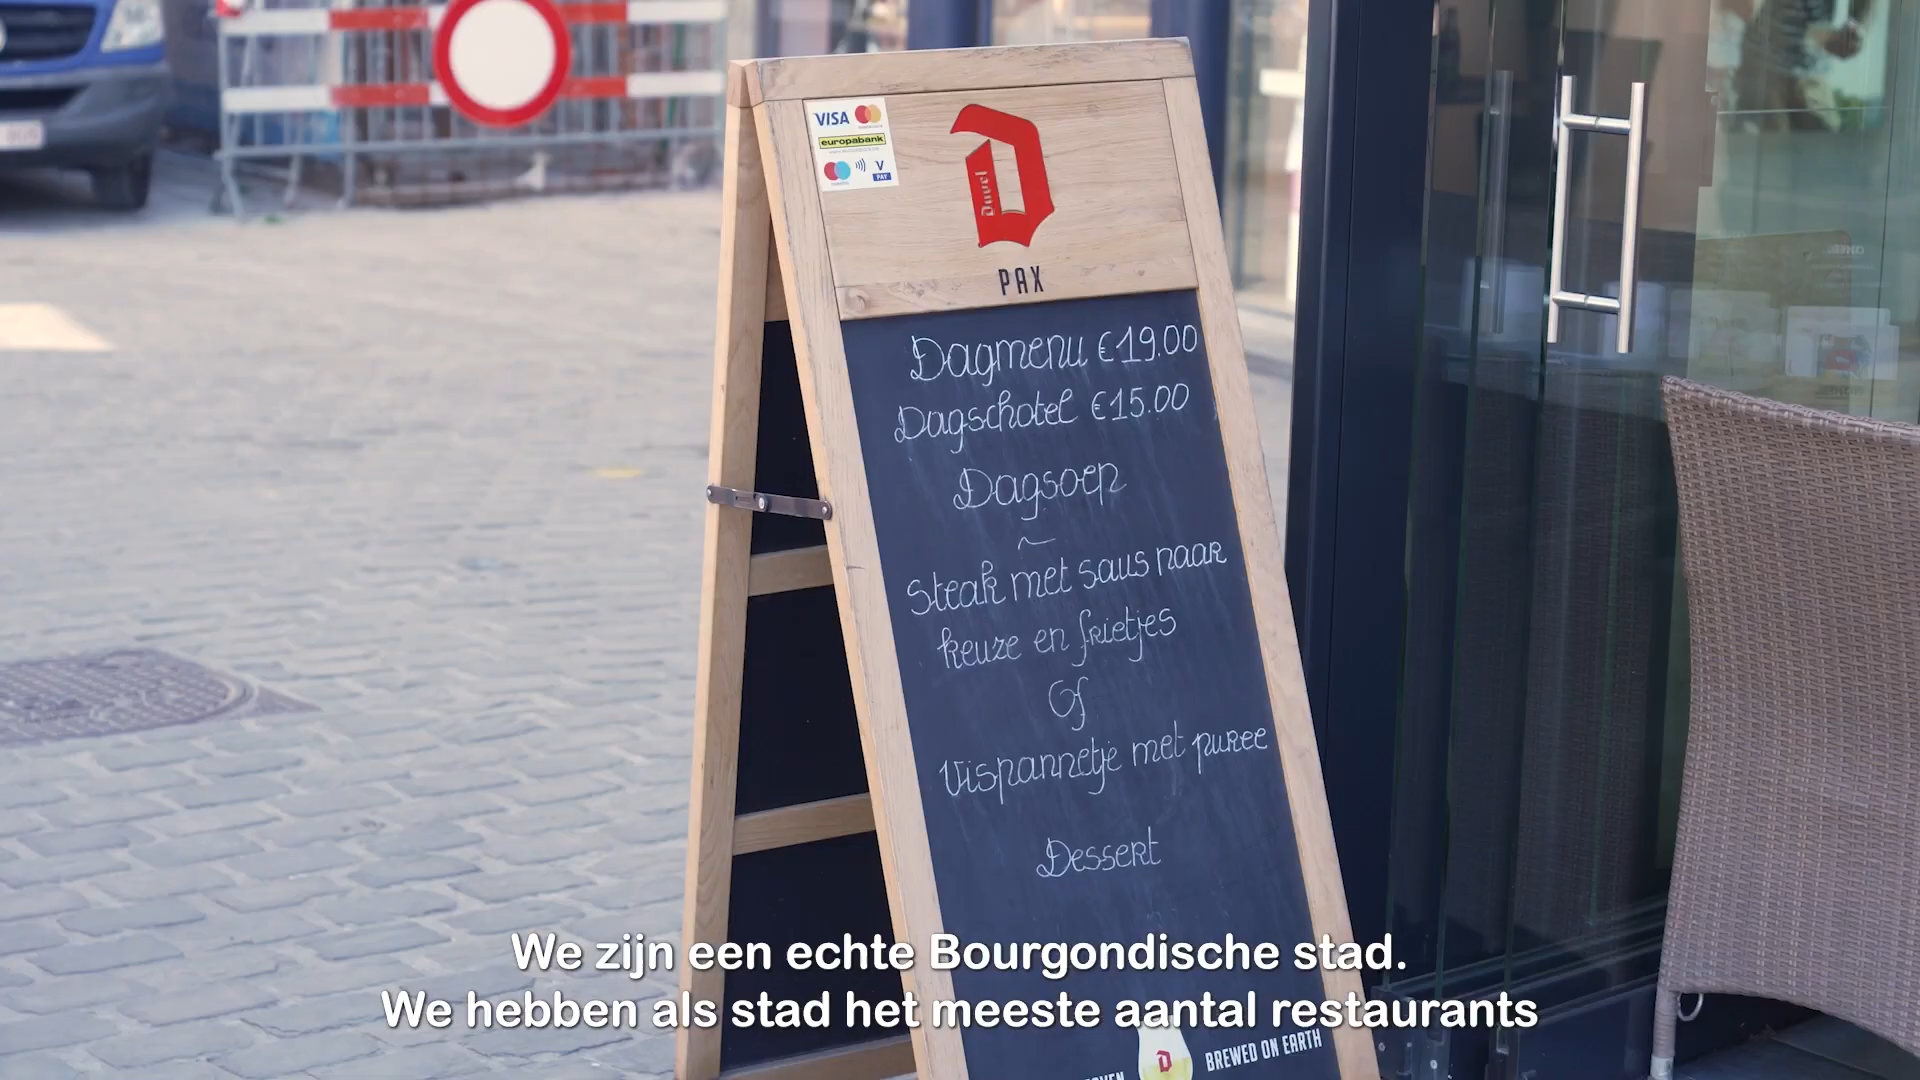 VISA
europabank
V
PAY
Duvel
PAX
Dagmenu €19.00
Dagschotel €15.00
Dagsoep
~
Steak met saus naar
keuze en frietjes
Of
Vispannetje met puree
Dessert
We zijn een echte Bourgondische stad.
We hebben als stad het meeste aantal restaurants
BREWED ON EARTH